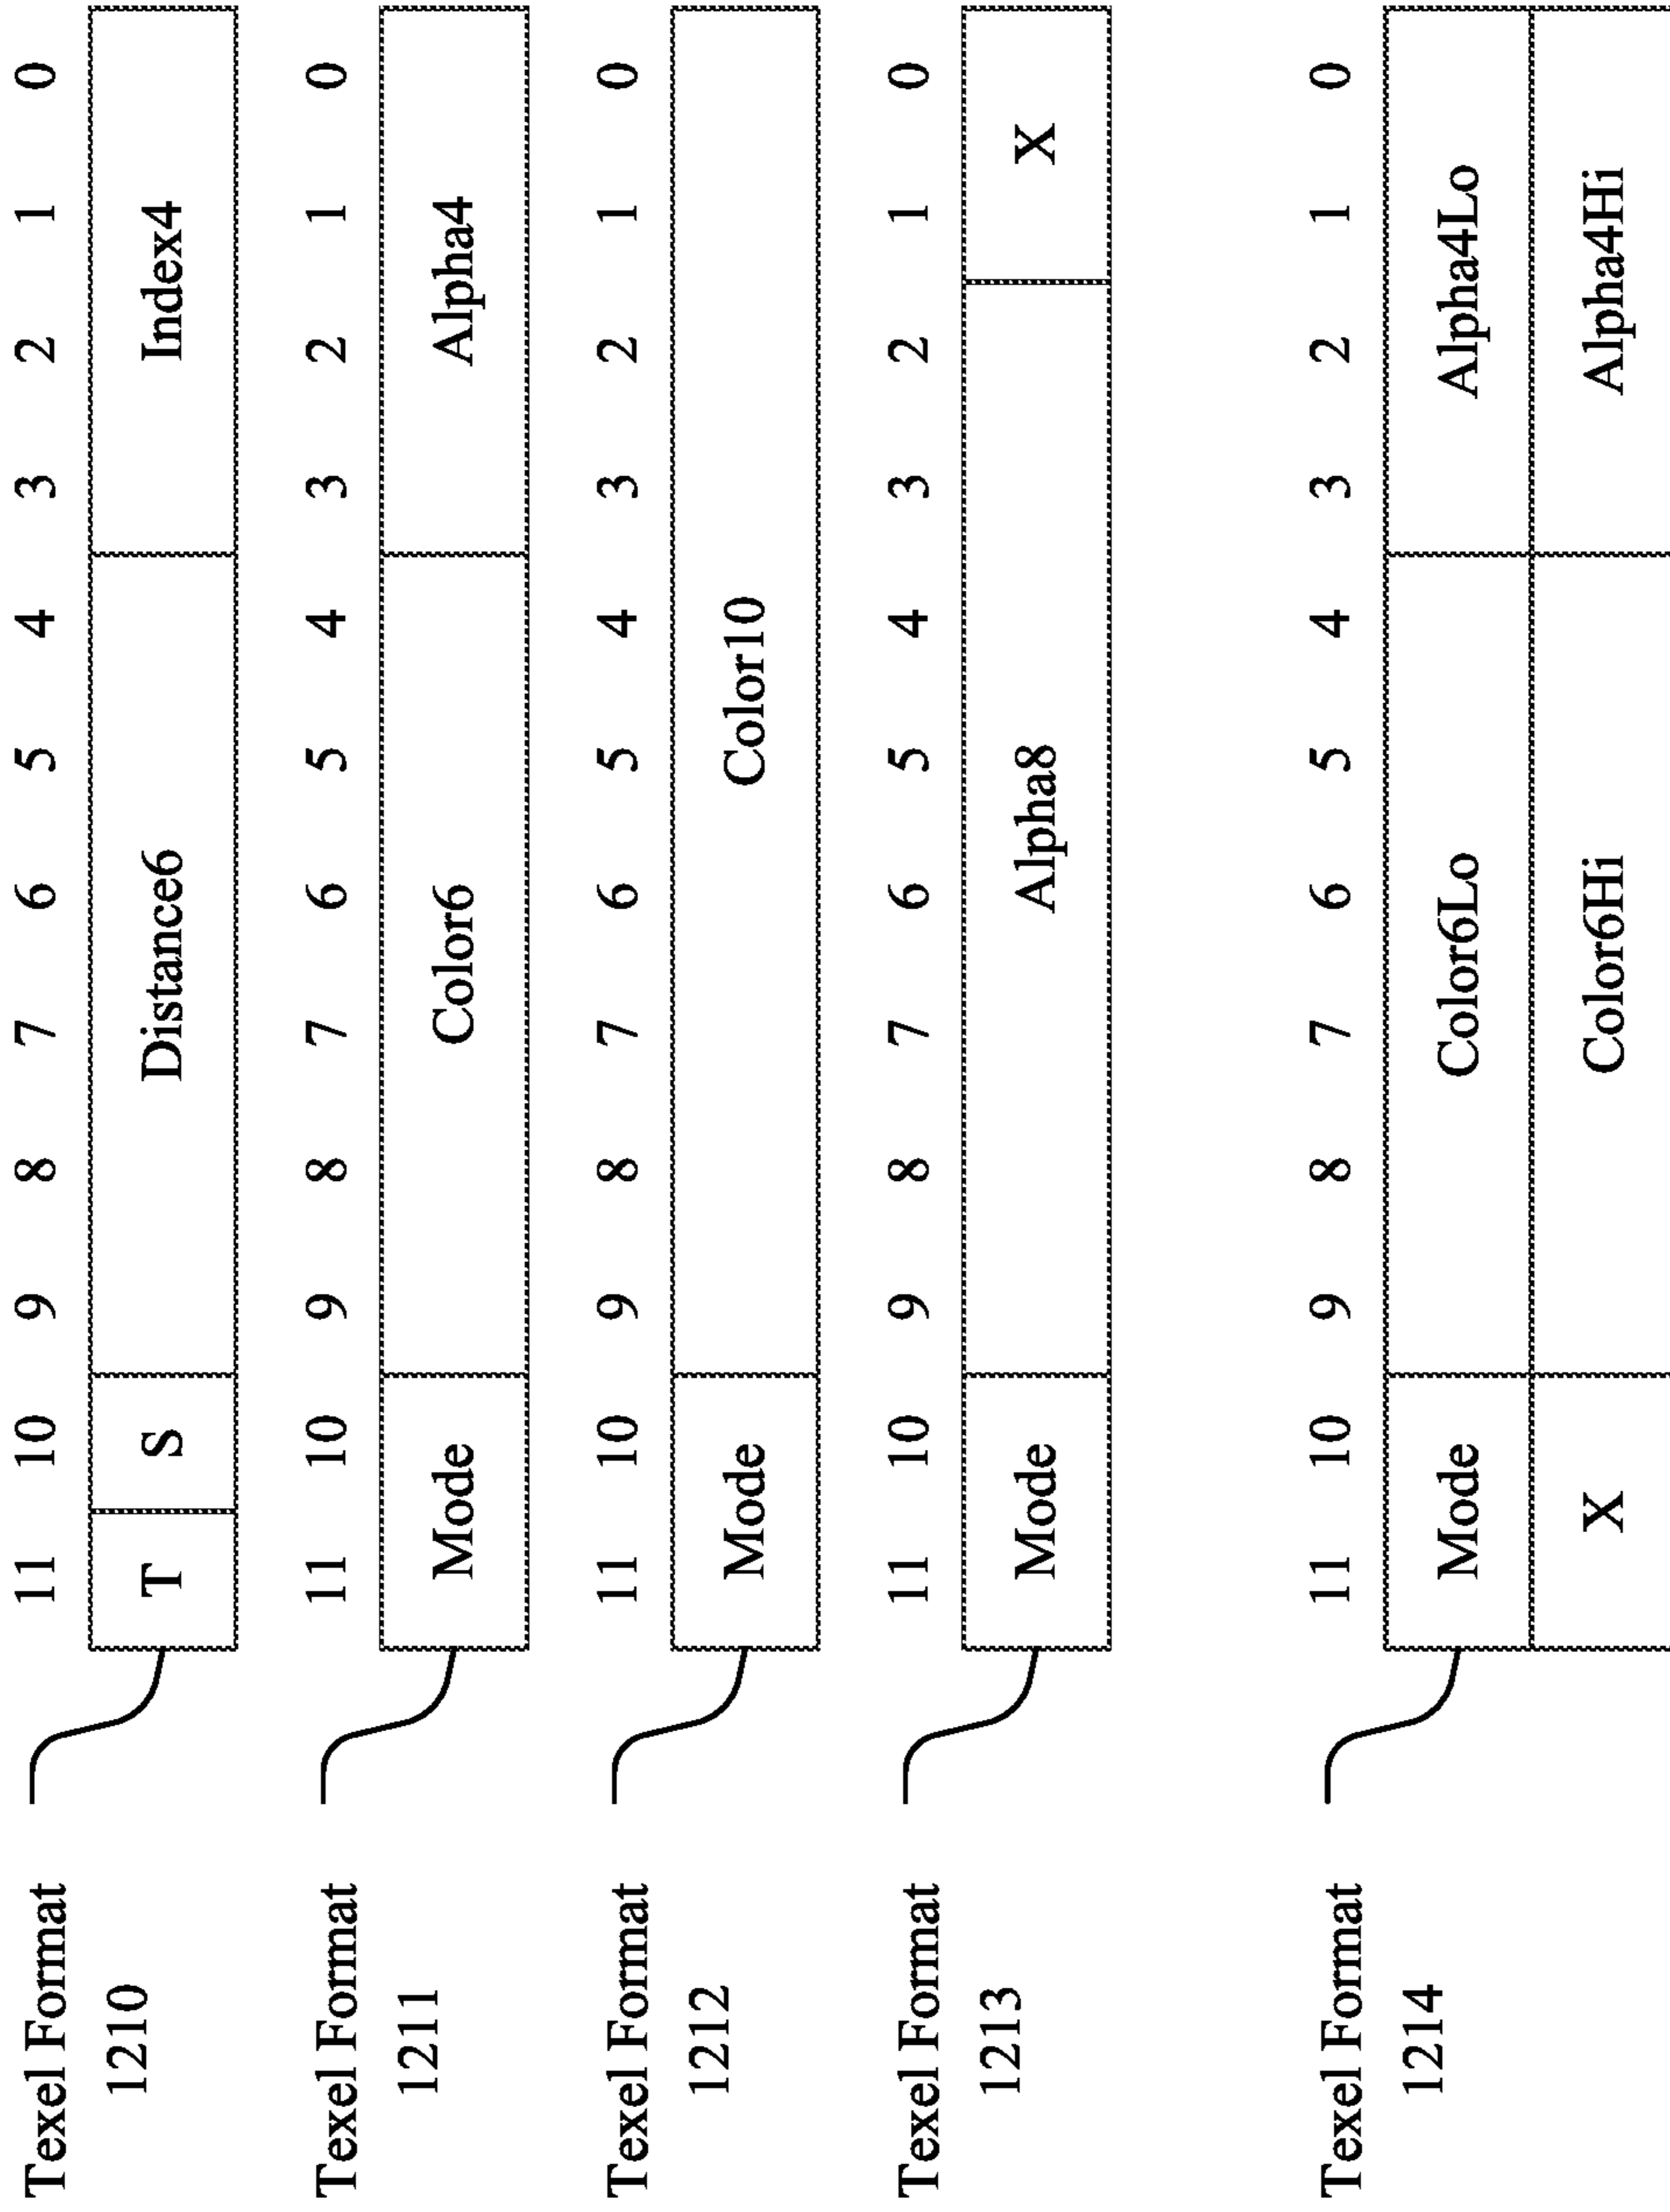 11 10 9 8 7 6 5 4 3 2 1 0
T S Distance6 Index4
Texel Format
1210
11 10 9 8 7 6 5 4 3 2 1 0
Mode Color6 Alpha4
Texel Format
1211
11 10 9 8 7 6 5 4 3 2 1 0
Mode Color10
Texel Format
1212
11 10 9 8 7 6 5 4 3 2 1 0
Mode Alpha8 X
Texel Format
1213
11 10 9 8 7 6 5 4 3 2 1 0
Mode Color6Lo Alpha4Lo
X Color6Hi Alpha4Hi
Texel Format
1214